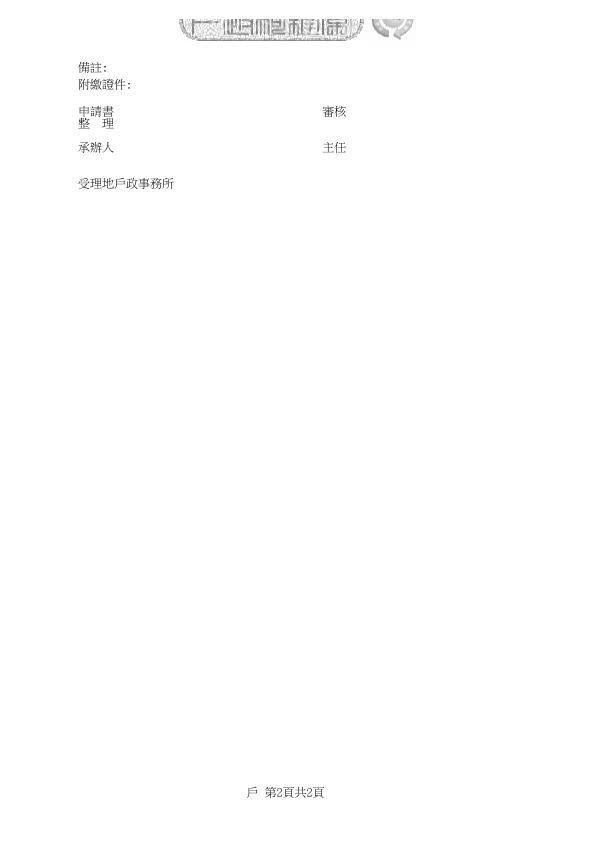 備註:
附繳證件:
申請書 審核
整 理
承辦人 主任
受理地戶政事務所
戶 第2頁共2頁